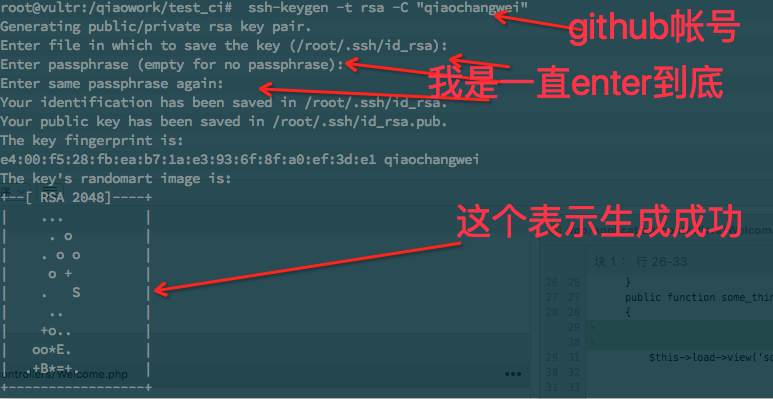 root@vultr:/qiaowork/test_ci#  ssh-keygen -t rsa -C "qiaochangwei"
github帐号
Generating public/private rsa key pair.
Enter file in which to save the key (/root/.ssh/id_rsa):
Enter passphrase (empty for no passphrase):
我是一直enter到底
Enter same passphrase again:
Your identification has been saved in /root/.ssh/id_rsa.
Your public key has been saved in /root/.ssh/id_rsa.pub.
The key fingerprint is:
e4:00:f5:28:fb:ea:b7:1a:e3:93:6f:8f:a0:ef:3d:e1 qiaochangwei
The key's randomart image is:
+--[ RSA 2048]----+
|     ...         |
|      . o        |
|     . o o       |
|      o +        |
|     .   S       |
|      ..         |
|    +o..         |
|   oo*E.         |
|  .+B*=+.        |
+-----------------+
这个表示生成成功
块 1 ： 行 26-33
26 26 }
27 27 public function some_thin
28 28 {
29 +
30 +
29 31 $this->load->view('so
30 32
31 33
ontrollers/Welcome.php
•••